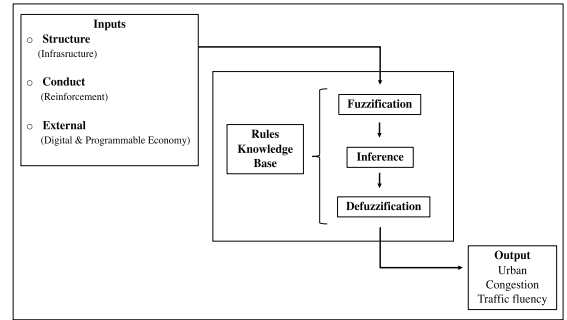 Inputs
○ Structure
(Infrasructure)
○ Conduct
(Reinforcement)
○ External
(Digital & Programmable Economy)
Rules
Knowledge
Base
Fuzzification
Inference
Defuzzification
Output
Urban
Congestion
Traffic fluency